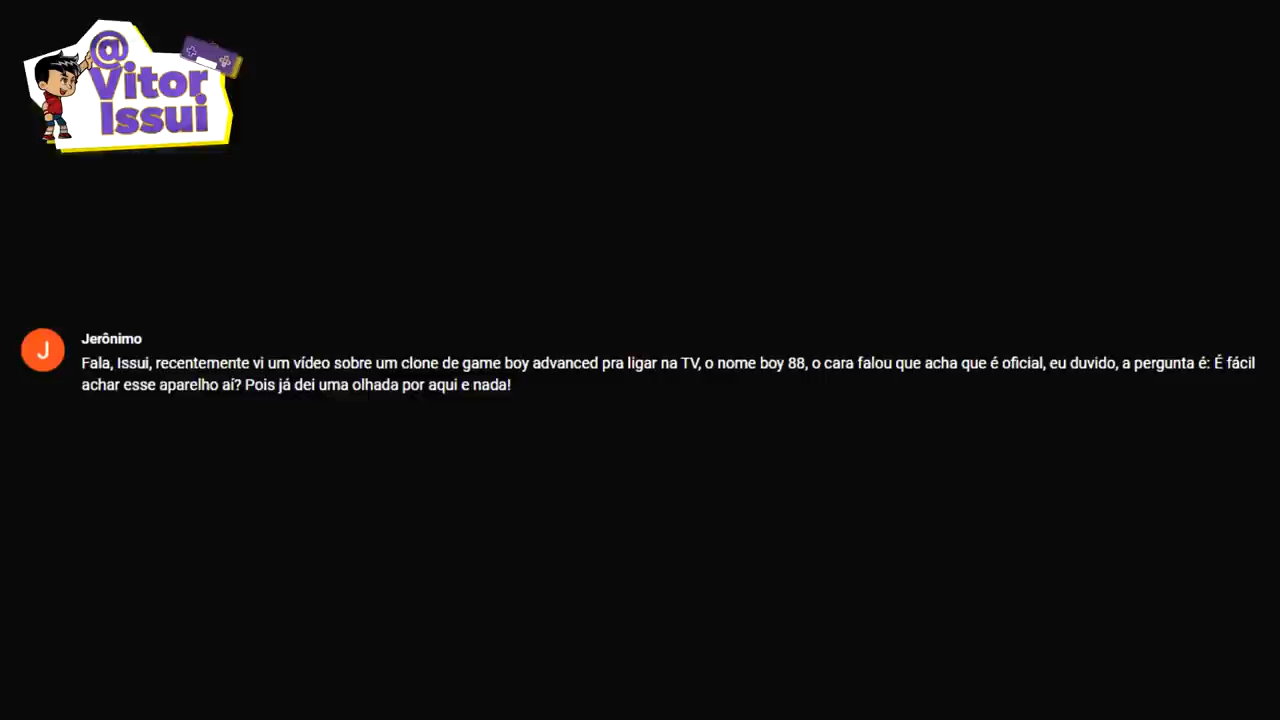 @
Vitor
Issui
J
Jerônimo
Fala, Issui, recentemente vi um vídeo sobre um clone de game boy advanced pra ligar na TV, o nome boy 88, o cara falou que acha que é oficial, eu duvido, a pergunta é: É fácil
achar esse aparelho aí? Pois já dei uma olhada por aqui e nada!